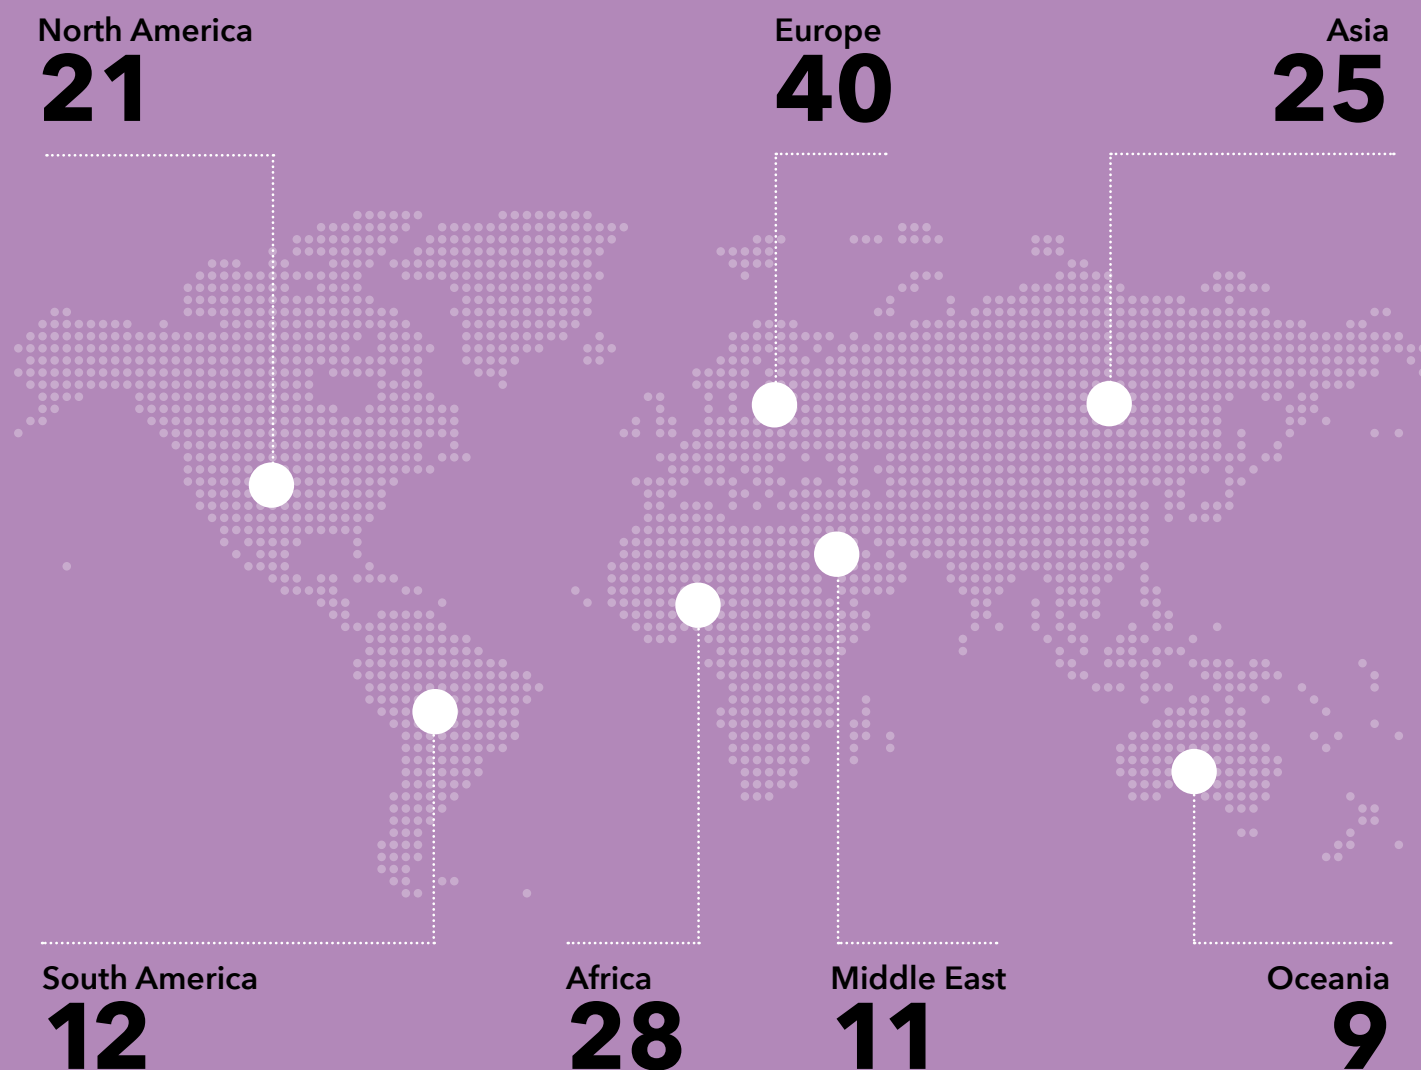 North America
21
Europe
40
Asia
25
South America
12
Africa
28
Middle East
11
Oceania
9